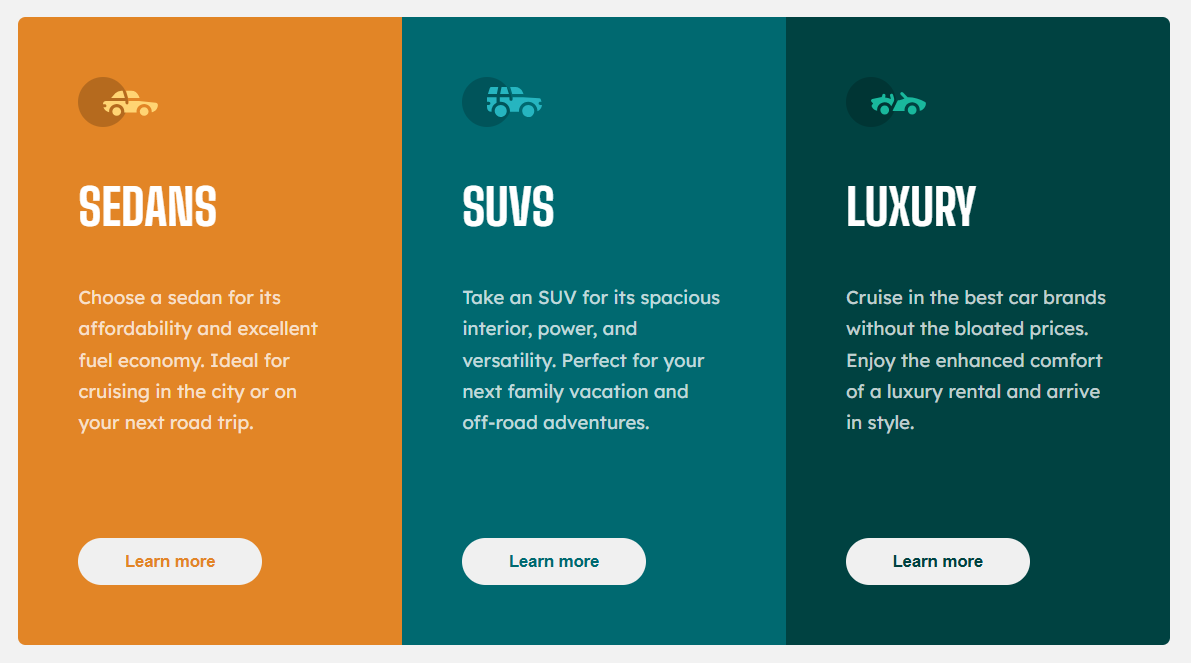 SEDANS
Choose a sedan for its
affordability and excellent
fuel economy. Ideal for
cruising in the city or on
your next road trip.
Learn more
SUVS
Take an SUV for its spacious
interior, power, and
versatility. Perfect for your
next family vacation and
off-road adventures.
Learn more
LUXURY
Cruise in the best car brands
without the bloated prices.
Enjoy the enhanced comfort
of a luxury rental and arrive
in style.
Learn more